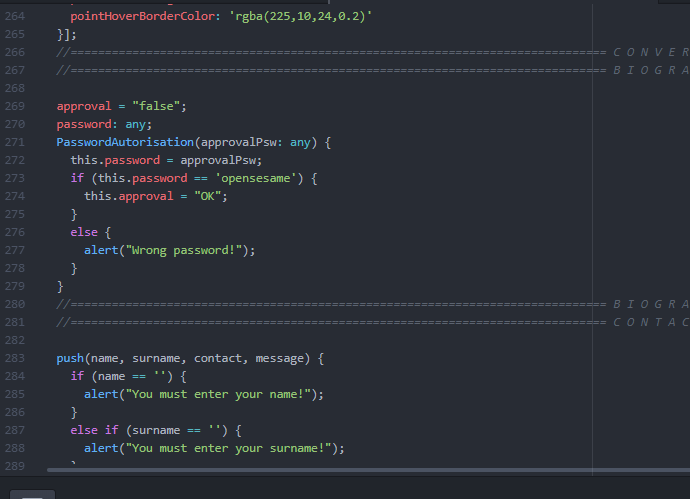 264 pointHoverBorderColor: 'rgba(225,10,24,0.2)'
265 }];
266 //============================================================================== C O N V E R
267 //============================================================================== B I O G R A
268
269 approval = "false";
270 password: any;
271 PasswordAutorisation(approvalPsw: any) {
272 this.password = approvalPsw;
273 if (this.password == 'opensesame') {
274 this.approval = "OK";
275 }
276 else {
277 alert("Wrong password!");
278 }
279 }
280 //============================================================================== B I O G R A
281 //============================================================================== C O N T A C
282
283 push(name, surname, contact, message) {
284 if (name == '') {
285 alert("You must enter your name!");
286 }
287 else if (surname == '') {
288 alert("You must enter your surname!");
289 }